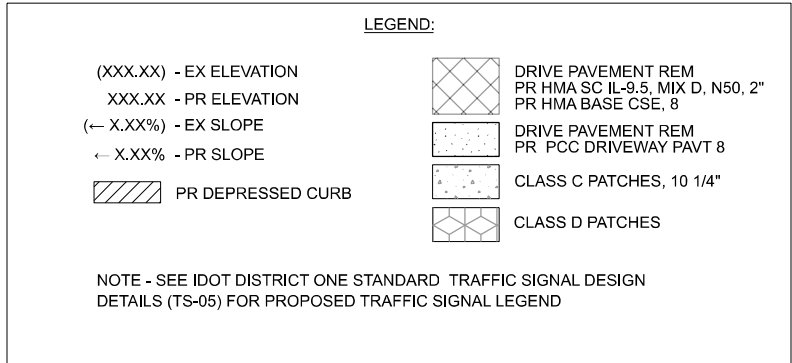 LEGEND:
(XXX.XX) - EX ELEVATION
XXX.XX - PR ELEVATION
(← X.XX%) - EX SLOPE
← X.XX% - PR SLOPE
PR DEPRESSED CURB
DRIVE PAVEMENT REM
PR HMA SC IL-9.5, MIX D, N50, 2"
PR HMA BASE CSE, 8
DRIVE PAVEMENT REM
PR PCC DRIVEWAY PAVT 8
CLASS C PATCHES, 10 1/4"
CLASS D PATCHES
NOTE - SEE IDOT DISTRICT ONE STANDARD TRAFFIC SIGNAL DESIGN
DETAILS (TS-05) FOR PROPOSED TRAFFIC SIGNAL LEGEND